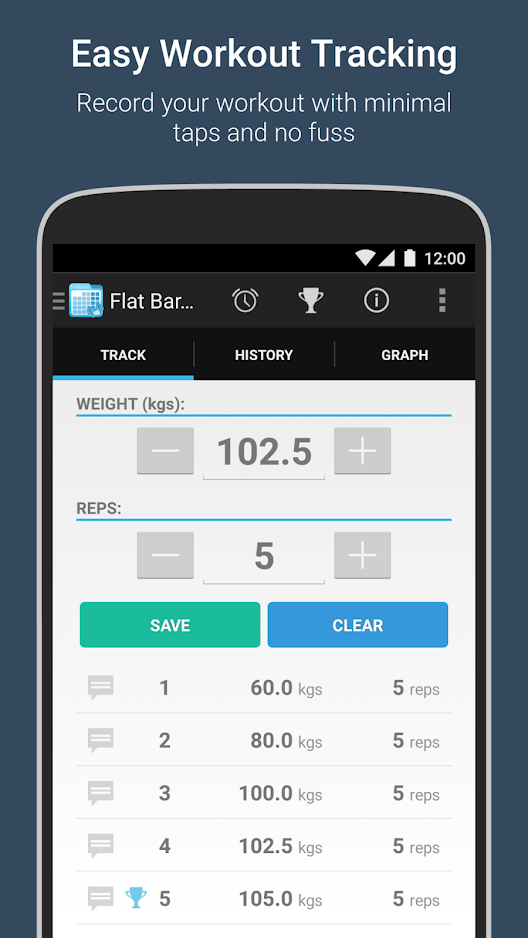 Easy Workout Tracking
Record your workout with minimal
taps and no fuss
12:00
Flat Bar...
TRACK HISTORY GRAPH
WEIGHT (kgs):
102.5
REPS:
5
SAVE CLEAR
1 60.0 kgs 5 reps
2 80.0 kgs 5 reps
3 100.0 kgs 5 reps
4 102.5 kgs 5 reps
5 105.0 kgs 5 reps